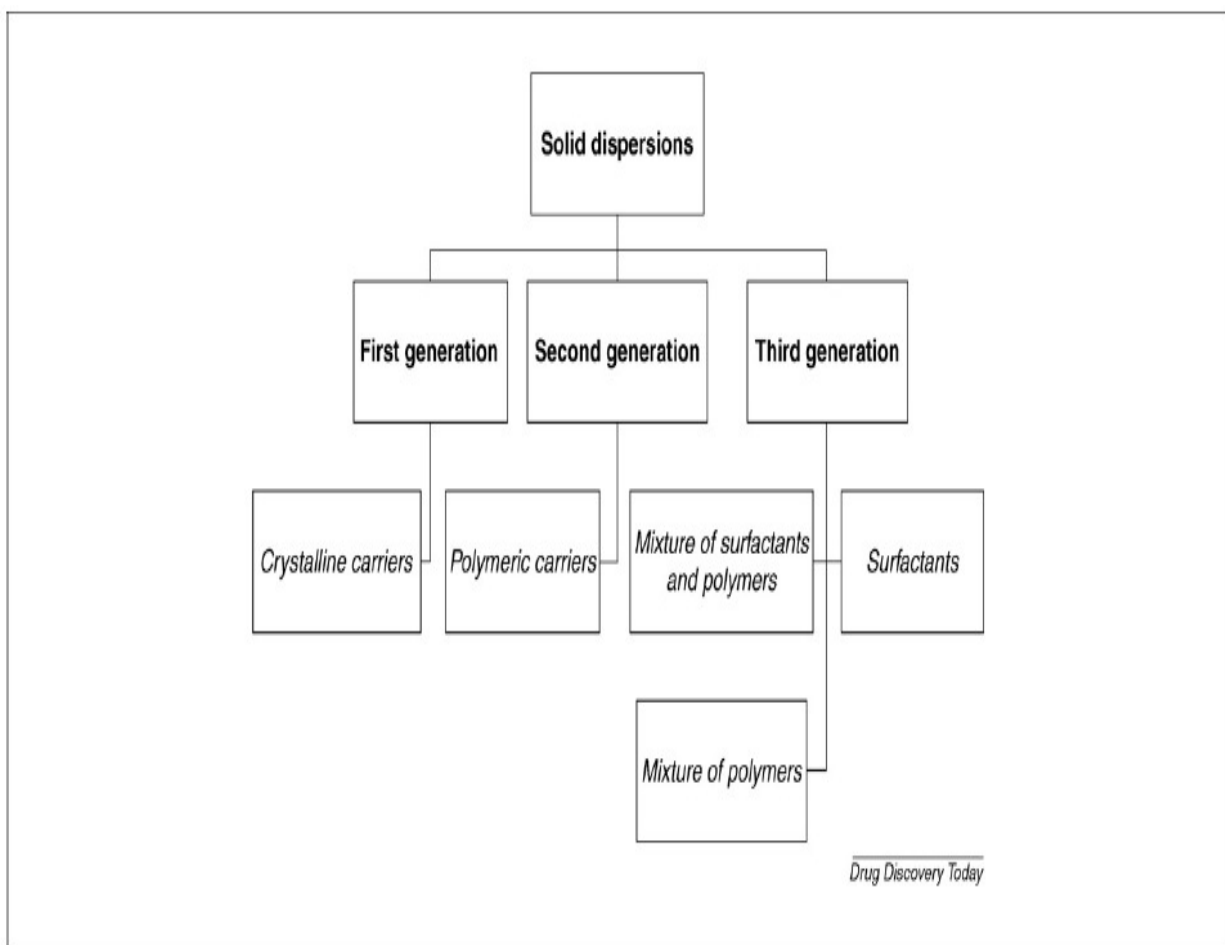 Solid dispersions
First generation
Second generation
Third generation
Crystalline carriers
Polymeric carriers
Mixture of surfactants
and polymers
Surfactants
Mixture of polymers
Drug Discovery Today